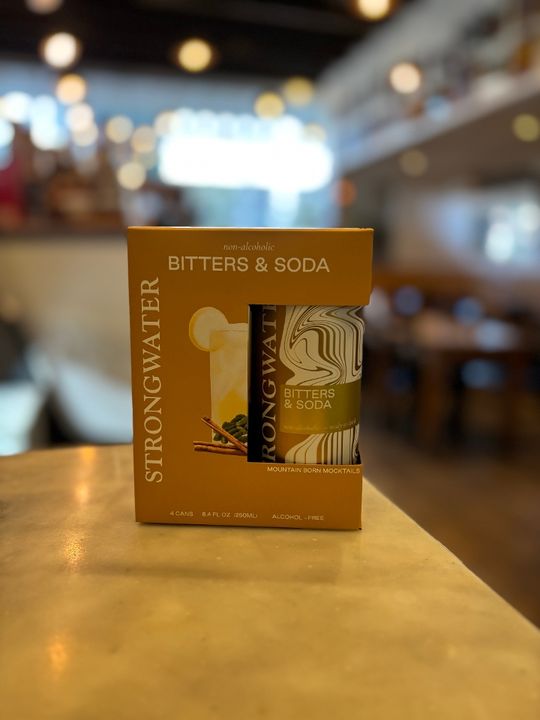 non-alcoholic
BITTERS & SODA
STRONGWATER
RONGWATER
BITTERS
& SODA
MOUNTAIN BORN MOCKTAILS
4 CANS 8.4 FL OZ (250ML) ALCOHOL - FREE